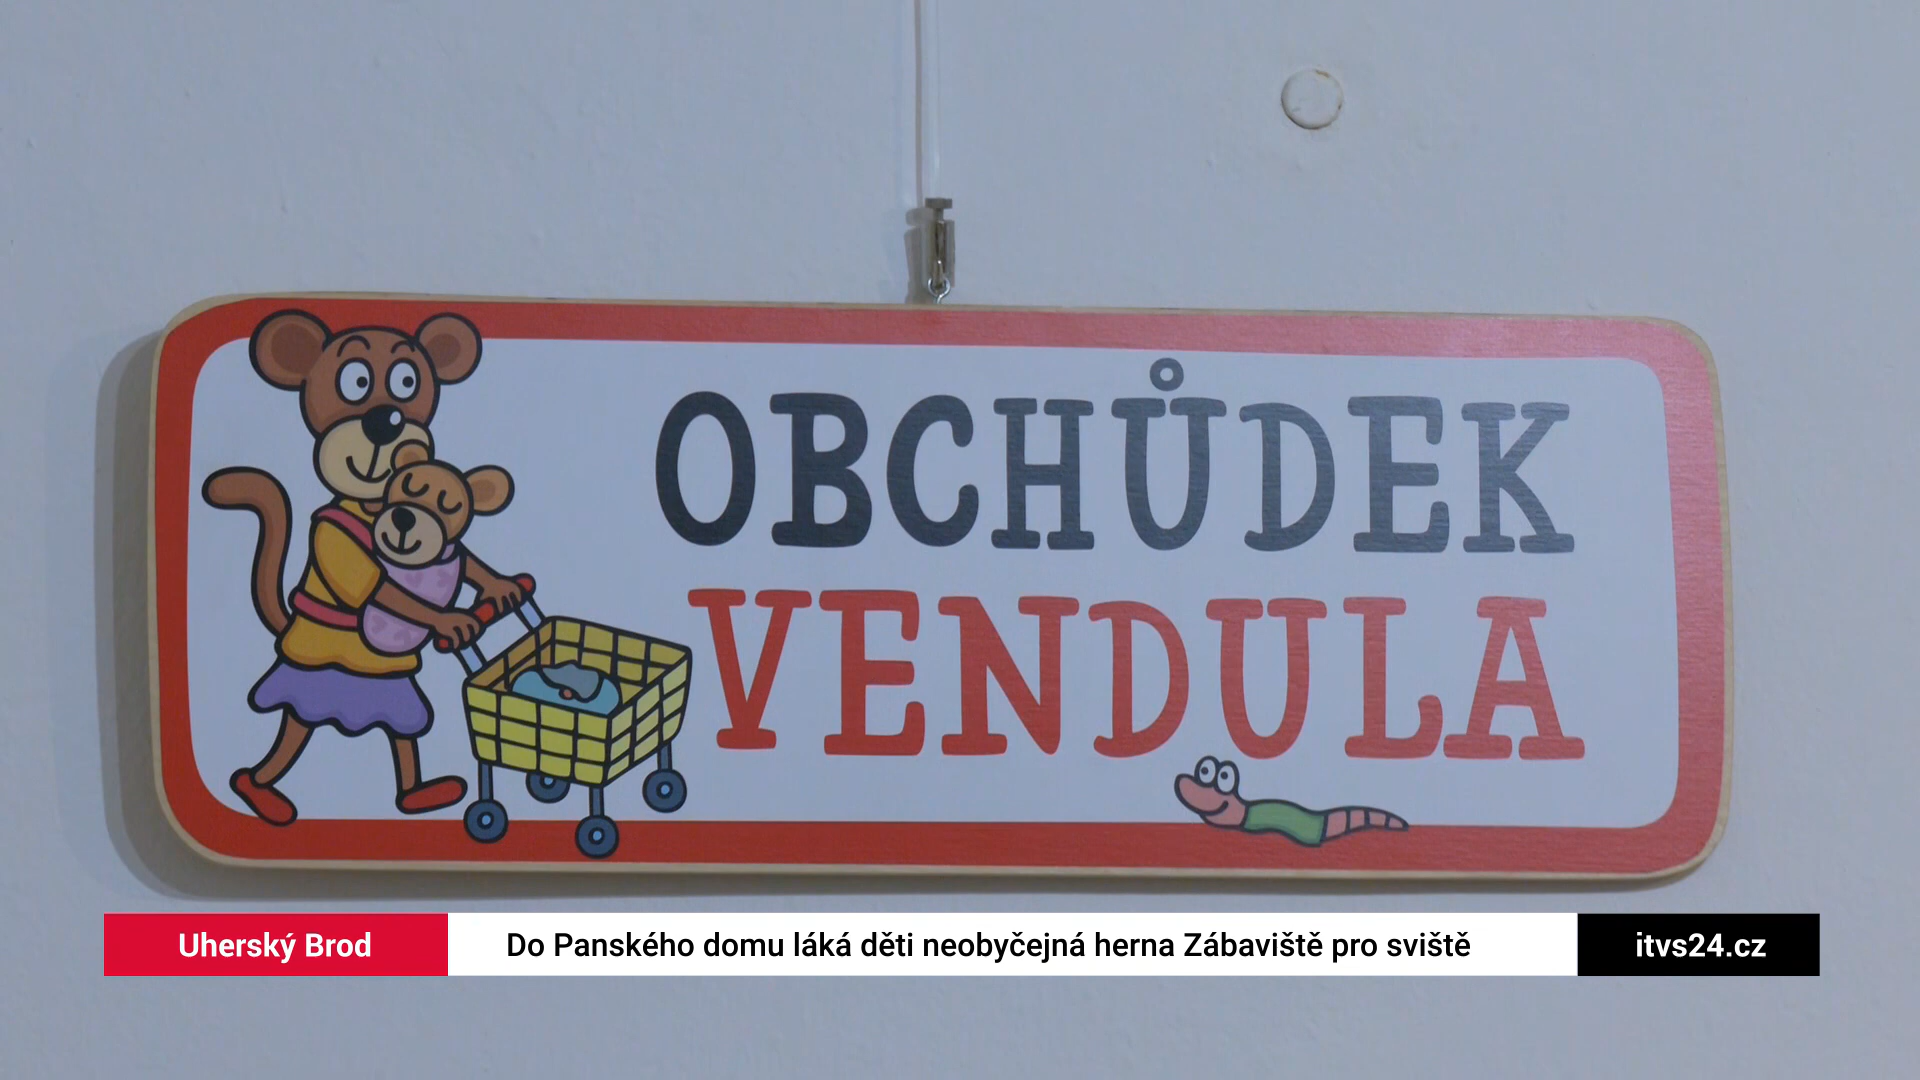 OBCHŮDEK
VENDULA
Uherský Brod
Do Panského domu láká děti neobyčejná herna Zábaviště pro sviště
itvs24.cz